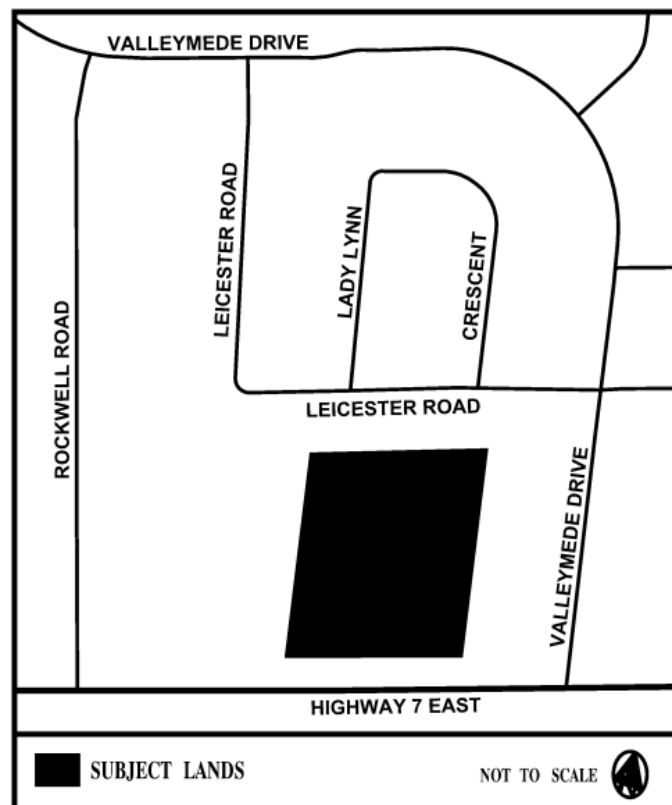 VALLEYMEDE DRIVE
LEICESTER ROAD
LADY LYNN
CRESCENT
ROCKWELL ROAD
LEICESTER ROAD
VALLEYMEDE DRIVE
HIGHWAY 7 EAST
SUBJECT LANDS
NOT TO SCALE